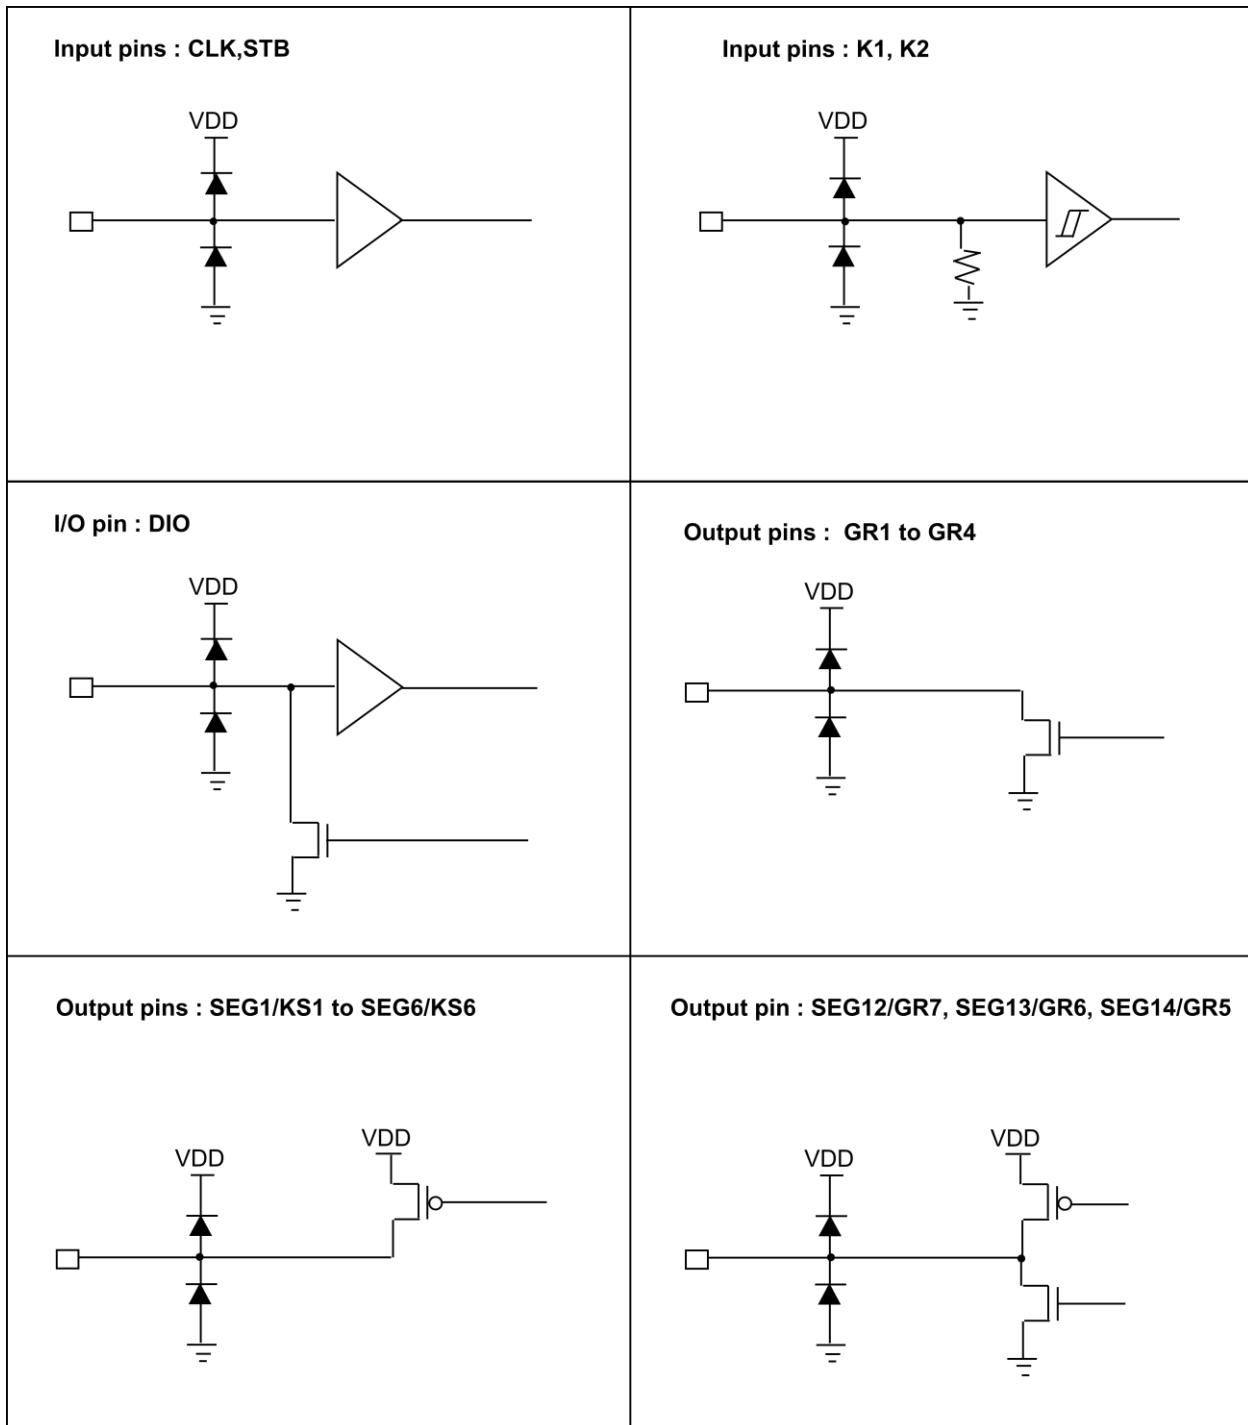 Input pins : CLK,STB
VDD
Input pins : K1, K2
VDD
I/O pin : DIO
VDD
Output pins :  GR1 to GR4
VDD
Output pins : SEG1/KS1 to SEG6/KS6
VDD
VDD
Output pin : SEG12/GR7, SEG13/GR6, SEG14/GR5
VDD
VDD